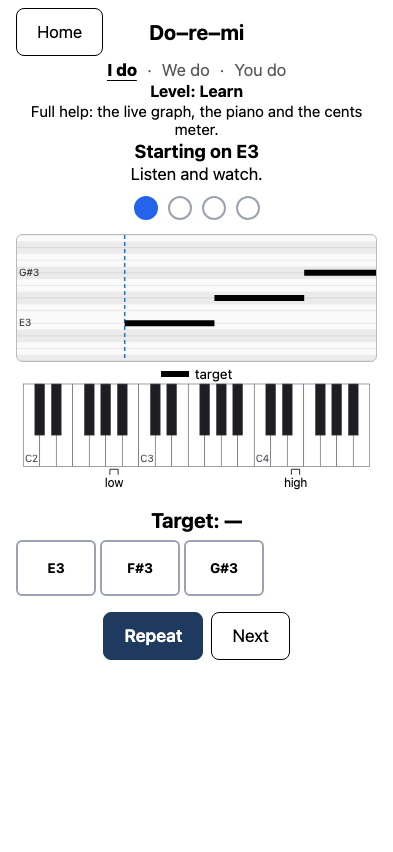 Home
Do–re–mi
I do · We do · You do
Level: Learn
Full help: the live graph, the piano and the cents
meter.
Starting on E3
Listen and watch.
G#3
E3
target
C2 C3 C4
low high
Target: —
E3 F#3 G#3
Repeat Next